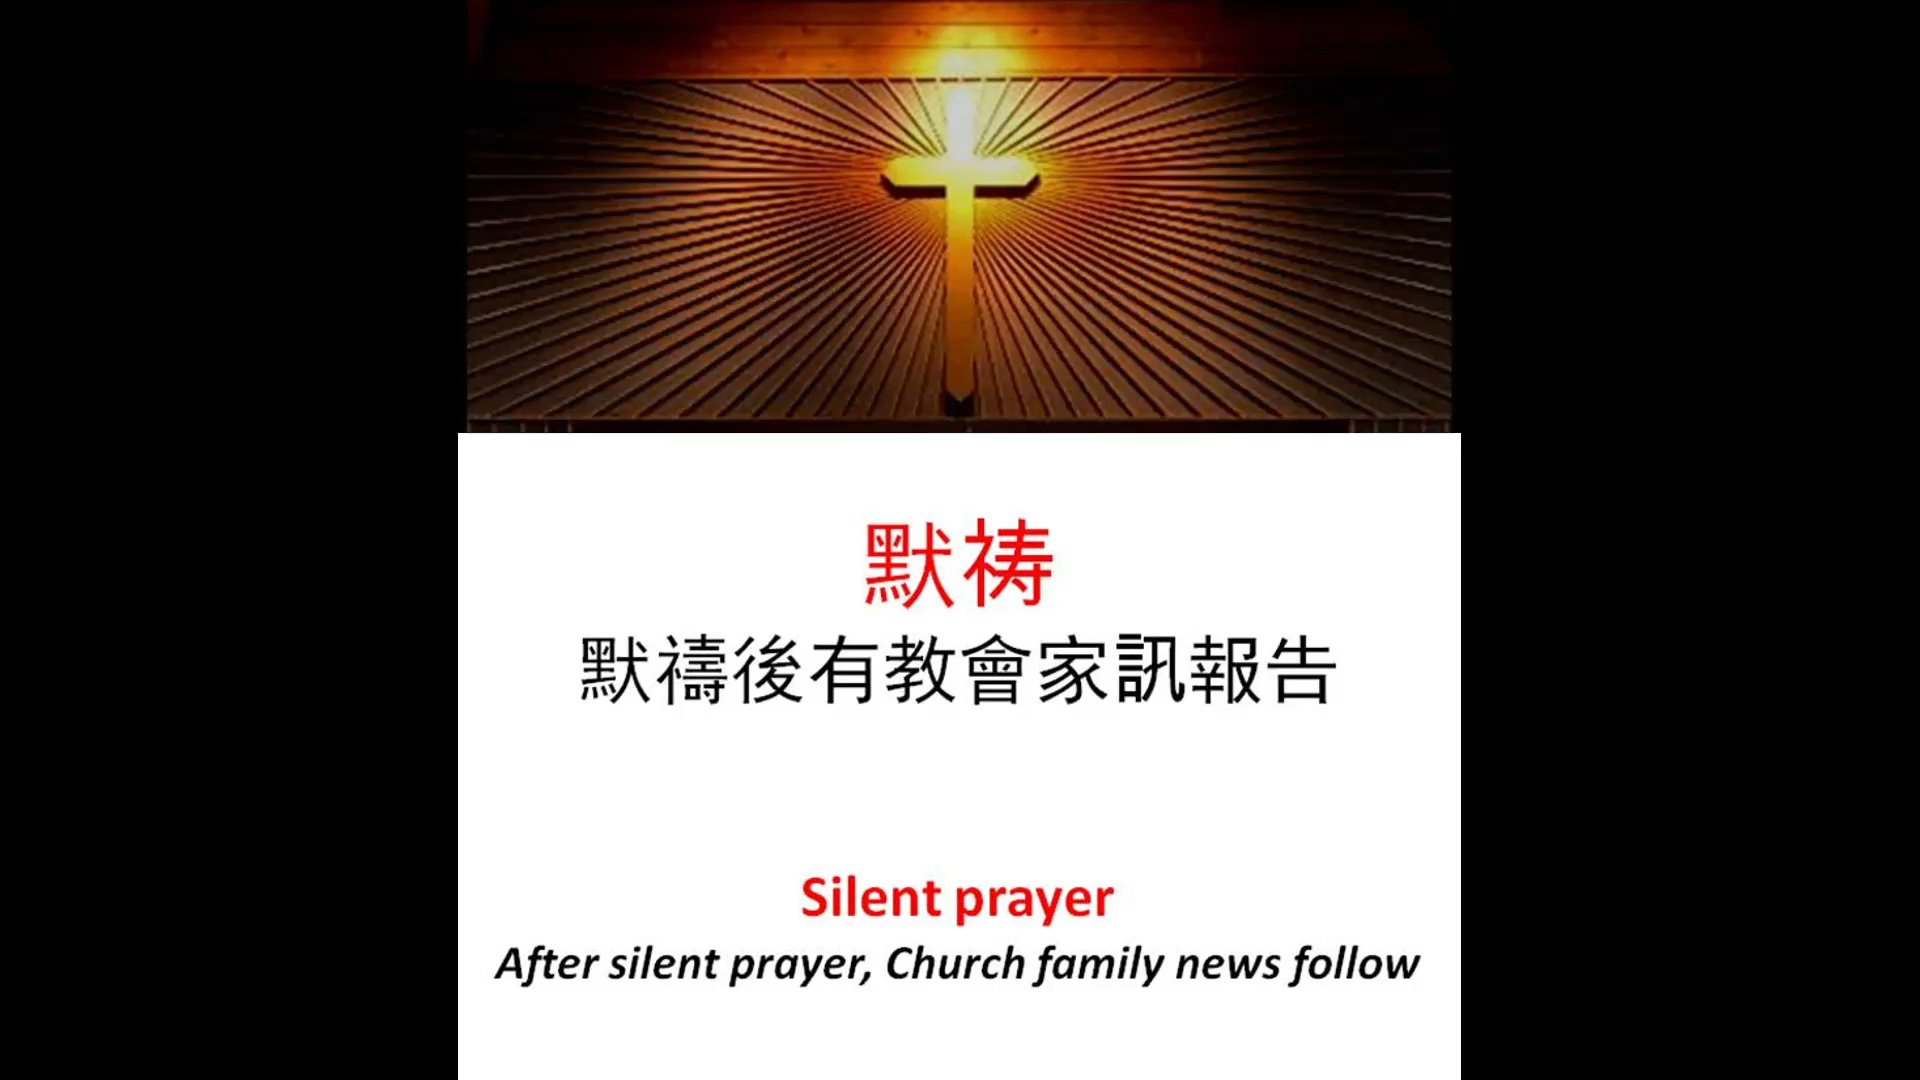 默祷
默禱後有教會家訊報告
Silent prayer
After silent prayer, Church family news follow